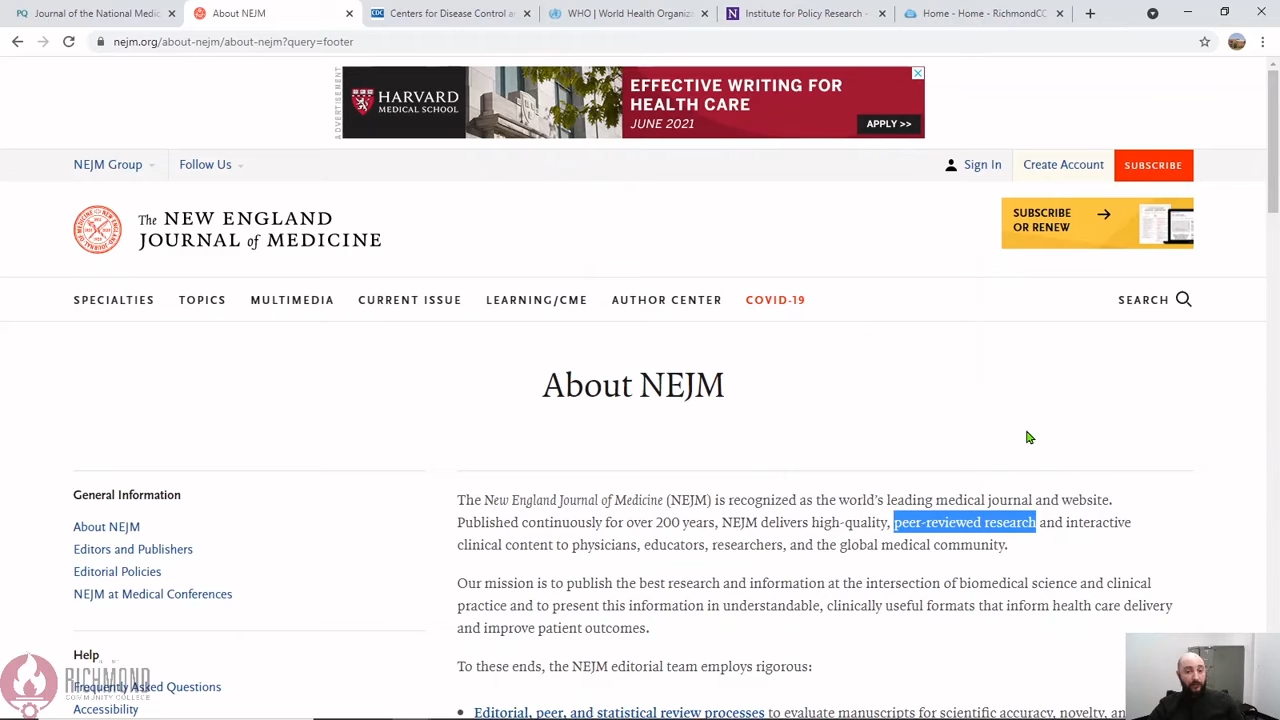 Journal of the National Medic
About NEJM
CDC Centers for Disease Control a
WHO | World Health Organiz
N Institute for Policy Research -
Peer Review - Home - RichmondCC
nejm.org/about-nejm/about-nejm?query=footer
ADVERTISEMENT
HARVARD
MEDICAL SCHOOL
EFFECTIVE WRITING FOR
HEALTH CARE
JUNE 2021
APPLY >>
NEJM Group
Follow Us
Sign In
Create Account
SUBSCRIBE
The NEW ENGLAND
JOURNAL of MEDICINE
SUBSCRIBE
OR RENEW
SPECIALTIES TOPICS MULTIMEDIA CURRENT ISSUE LEARNING/CME AUTHOR CENTER COVID-19 SEARCH
About NEJM
General Information
About NEJM
Editors and Publishers
Editorial Policies
NEJM at Medical Conferences
Help
Frequently Asked Questions
Accessibility
The New England Journal of Medicine (NEJM) is recognized as the world's leading medical journal and website.
Published continuously for over 200 years, NEJM delivers high-quality, peer-reviewed research and interactive
clinical content to physicians, educators, researchers, and the global medical community.
Our mission is to publish the best research and information at the intersection of biomedical science and clinical
practice and to present this information in understandable, clinically useful formats that inform health care delivery
and improve patient outcomes.
To these ends, the NEJM editorial team employs rigorous:
• Editorial, peer, and statistical review processes to evaluate manuscripts for scientific accuracy, novelty,
RICHMOND
COMMUNITY COLLEGE